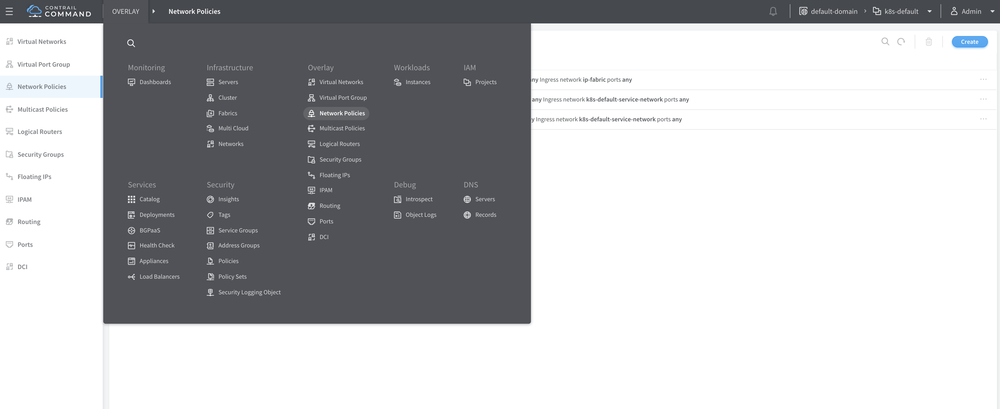 CONTRAIL
COMMAND
OVERLAY
Network Policies
default-domain
k8s-default
Admin
Virtual Networks
Virtual Port Group
Network Policies
Multicast Policies
Logical Routers
Security Groups
Floating IPs
IPAM
Routing
Ports
DCI
Monitoring
Dashboards
Infrastructure
Servers
Cluster
Fabrics
Multi Cloud
Networks
Overlay
Virtual Networks
Virtual Port Group
Network Policies
Multicast Policies
Logical Routers
Security Groups
Floating IPs
IPAM
Routing
Ports
DCI
Workloads
Instances
IAM
Projects
Services
Catalog
Deployments
BGPaaS
Health Check
Appliances
Load Balancers
Security
Insights
Tags
Service Groups
Address Groups
Policies
Policy Sets
Security Logging Object
Debug
Introspect
Object Logs
DNS
Servers
Records
Create
Ingress network ip-fabric ports any
any Ingress network k8s-default-service-network ports any
Ingress network k8s-default-service-network ports any